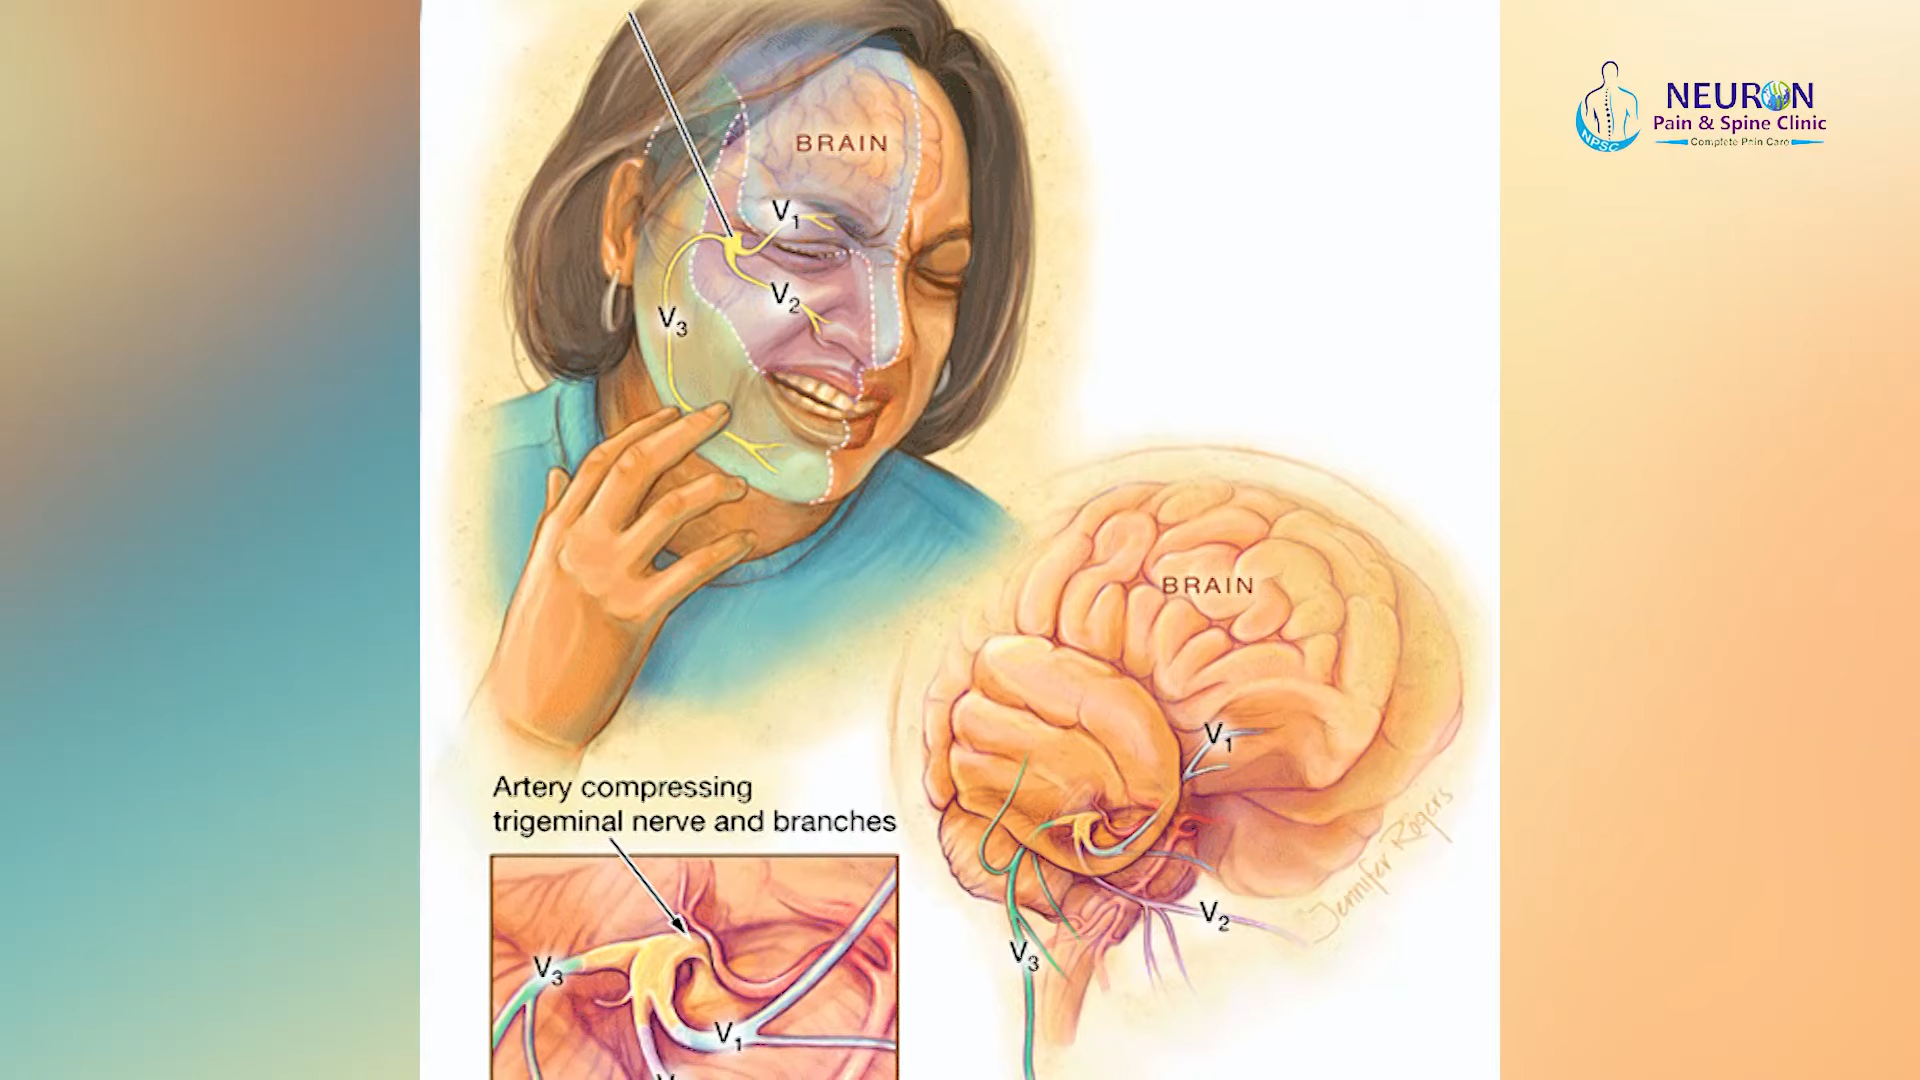 NEURON
Pain & Spine Clinic
Complete Pain Care
NPSC
BRAIN
V1
V2
V3
BRAIN
V1
V2
V3
Jennifer Rogers
Artery compressing
trigeminal nerve and branches
V3
V1